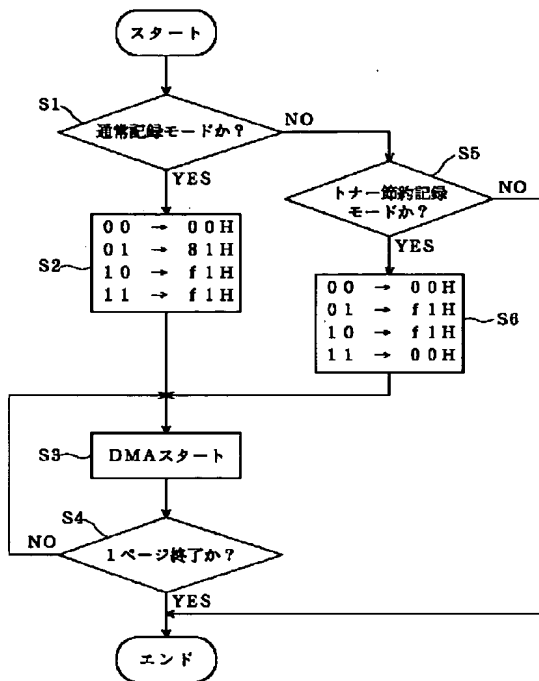 スタート
S1
通常記録モードか?
NO
YES
S5
トナー節約記録
モードか?
NO
YES
S2
00 → 00H
01 → 81H
10 → f1H
11 → f1H
S6
00 → 00H
01 → f1H
10 → f1H
11 → 00H
S3
DMAスタート
S4
1ページ終了か?
NO
YES
エンド